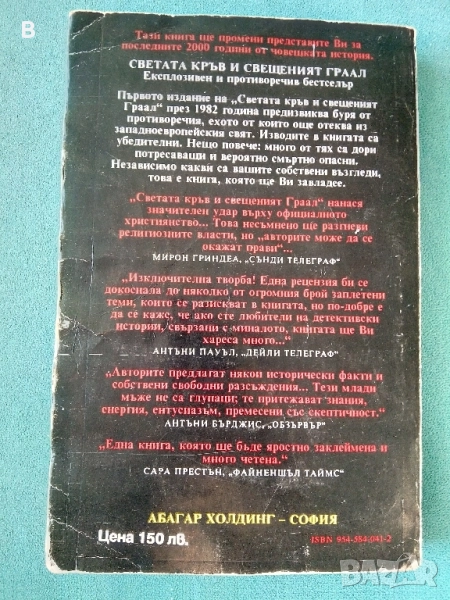 B
Тази книга ще промени представите Ви за
последните 2000 години от човешката история.
СВЕТАТА КРЪВ И СВЕЩЕНИЯТ ГРААЛ
Експлозивен и противоречив бестселър
Първото издание на „Светата кръв и свещеният
Граал“ през 1982 година предизвиква буря от
противоречия, ехото от които още отеква из
западноевропейския свят. Изводите в книгата са
убедителни. Нещо повече: много от тях са дори
потресаващи и вероятно смъртно опасни.
Независимо какви са вашите собствени възгледи,
това е книга, която ще Ви завладее.
„Светата кръв и свещеният Граал“ нанася
значителен удар върху официалното
християнство... Това несъмнено ще разгневи
религиозните власти, но „авторите може да се
окажат прави“...
МИРОН ГРИНДЕА, „СЪНДИ ТЕЛЕГРАФ“
„Изключителна творба! Една рецензия би се
докоснала до няколко от огромния брой заплетени
теми, които се разискват в книгата, но по-добре е
да се каже, че ако сте любители на детективски
истории, свързани с миналото, книгата ще Ви
хареса много...“
АНТЪНИ ПАУЪЛ, „ДЕЙЛИ ТЕЛЕГРАФ“
„Авторите предлагат някои исторически факти и
собствени свободни разсъждения... Тези млади
мъже не са глупаци; те притежават знания,
енергия, ентусиазъм, премесени със скептичност.“
АНТЪНИ БЪРДЖИС, „ОБЗЪРВЪР“
„Една книга, която ще бъде яростно заклеймена и
много четена.“
САРА ПРЕСТЪН, „ФАЙНЕНШЪЛ ТАЙМС“
АБАГАР ХОЛДИНГ – СОФИЯ
Цена 150 лв.
ISBN 954-584-041-2
BAZAR